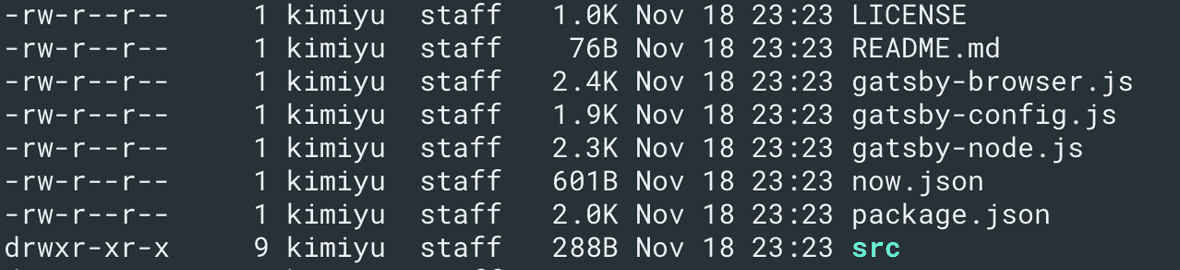 -rw-r--r-- 1 kimiyu staff 1.0K Nov 18 23:23 LICENSE
-rw-r--r-- 1 kimiyu staff 76B Nov 18 23:23 README.md
-rw-r--r-- 1 kimiyu staff 2.4K Nov 18 23:23 gatsby-browser.js
-rw-r--r-- 1 kimiyu staff 1.9K Nov 18 23:23 gatsby-config.js
-rw-r--r-- 1 kimiyu staff 2.3K Nov 18 23:23 gatsby-node.js
-rw-r--r-- 1 kimiyu staff 601B Nov 18 23:23 now.json
-rw-r--r-- 1 kimiyu staff 2.0K Nov 18 23:23 package.json
drwxr-xr-x 9 kimiyu staff 288B Nov 18 23:23 src